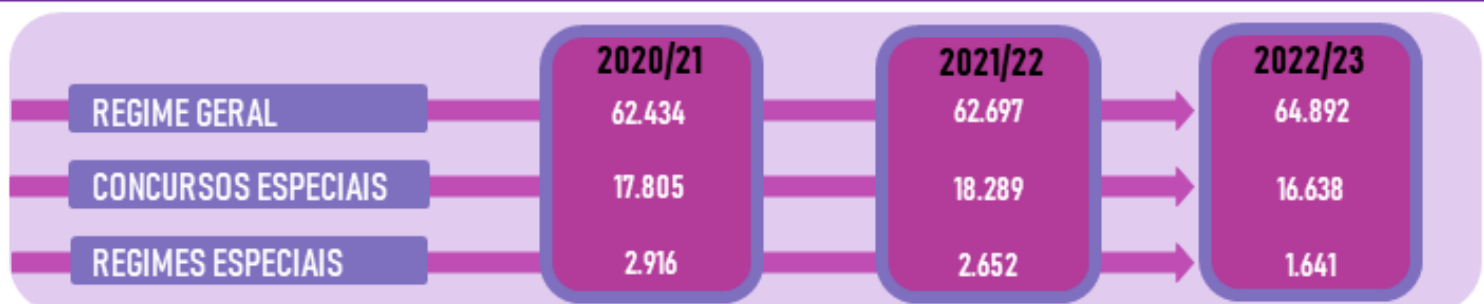 2020/21 2021/22 2022/23
REGIME GERAL 62.434 62.697 64.892
CONCURSOS ESPECIAIS 17.805 18.289 16.638
REGIMES ESPECIAIS 2.916 2.652 1.641